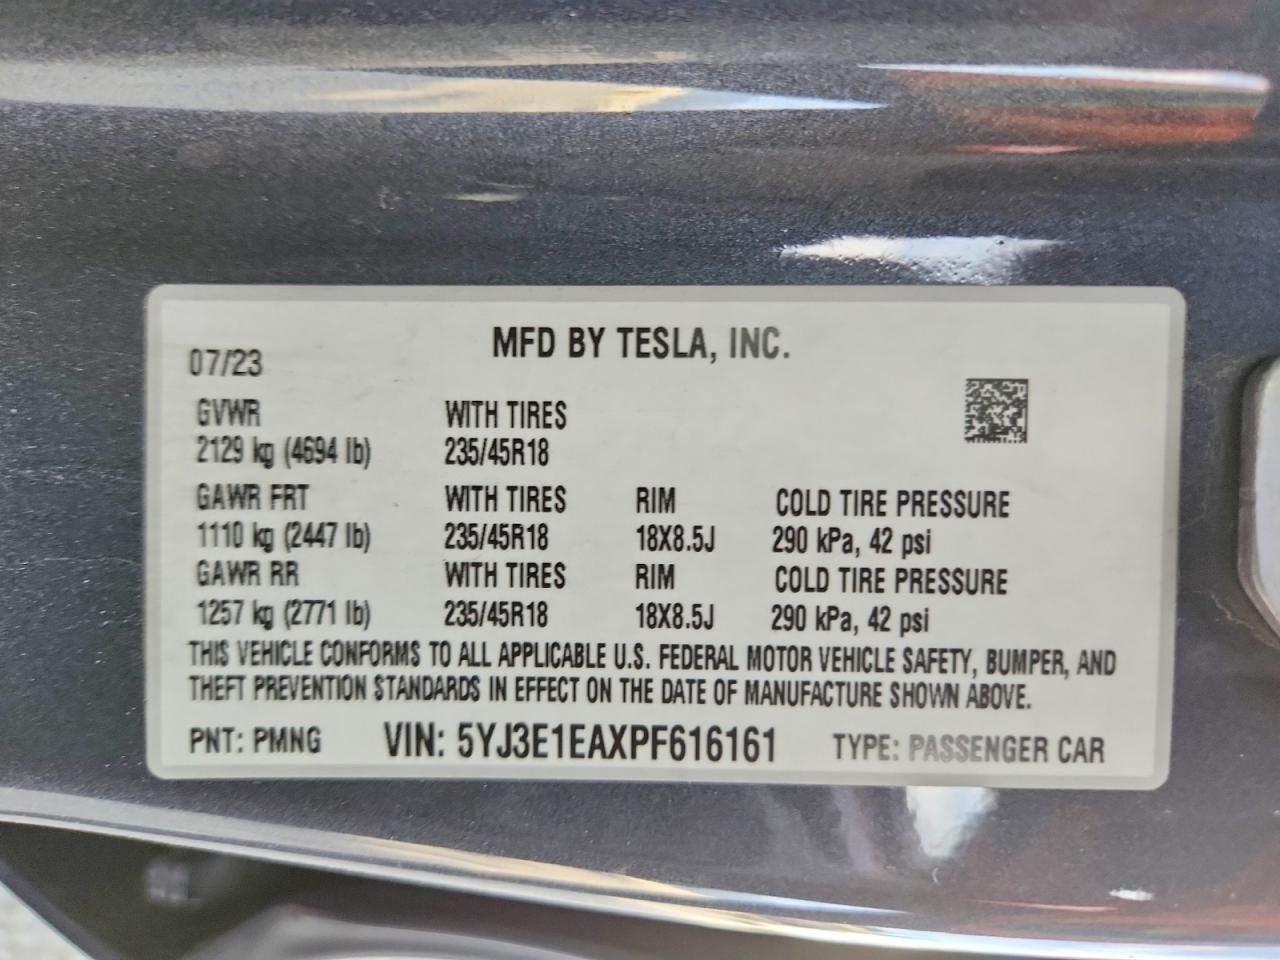 MFD BY TESLA, INC.
07/23
GVWR WITH TIRES
2129 kg (4694 lb) 235/45R18
GAWR FRT WITH TIRES RIM COLD TIRE PRESSURE
1110 kg (2447 lb) 235/45R18 18X8.5J 290 kPa, 42 psi
GAWR RR WITH TIRES RIM COLD TIRE PRESSURE
1257 kg (2771 lb) 235/45R18 18X8.5J 290 kPa, 42 psi
THIS VEHICLE CONFORMS TO ALL APPLICABLE U.S. FEDERAL MOTOR VEHICLE SAFETY, BUMPER, AND
THEFT PREVENTION STANDARDS IN EFFECT ON THE DATE OF MANUFACTURE SHOWN ABOVE.
PNT: PMNG VIN: 5YJ3E1EAXPF616161 TYPE: PASSENGER CAR